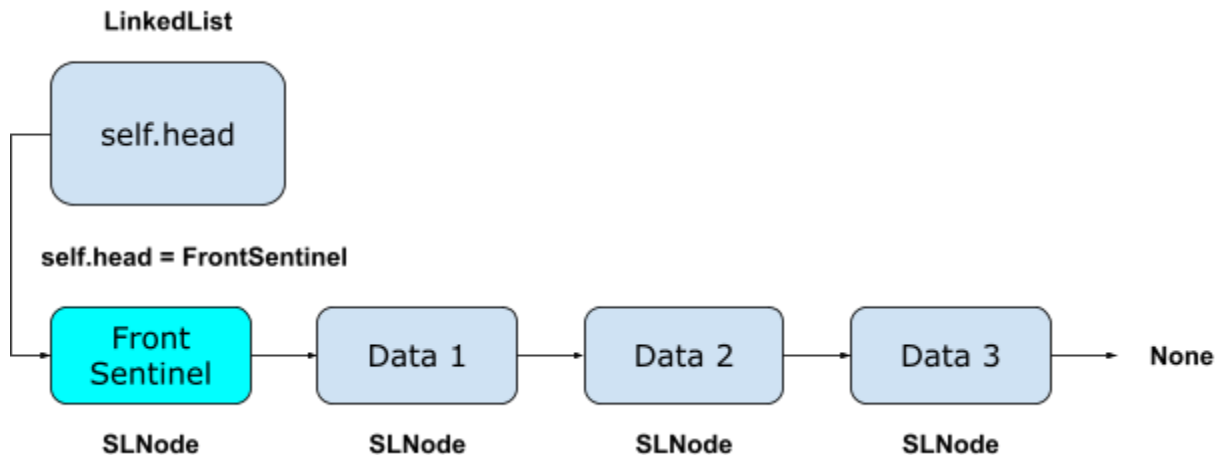 LinkedList
self.head
self.head = FrontSentinel
Front
Sentinel
Data 1
Data 2
Data 3
None
SLNode
SLNode
SLNode
SLNode